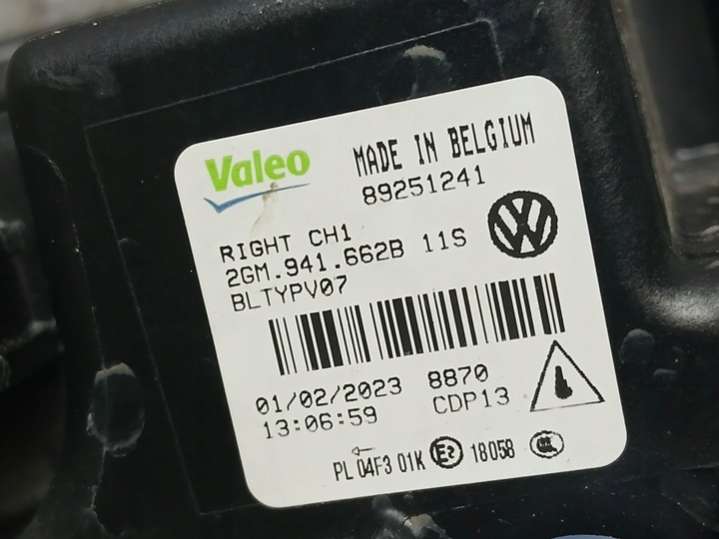 Valeo
MADE IN BELGIUM
89251241
RIGHT CH1
2GM.941.662B 11S
BLTYPV07
01/02/2023 8870
13:06:59 CDP13
PL 04F3 01K E2 18058